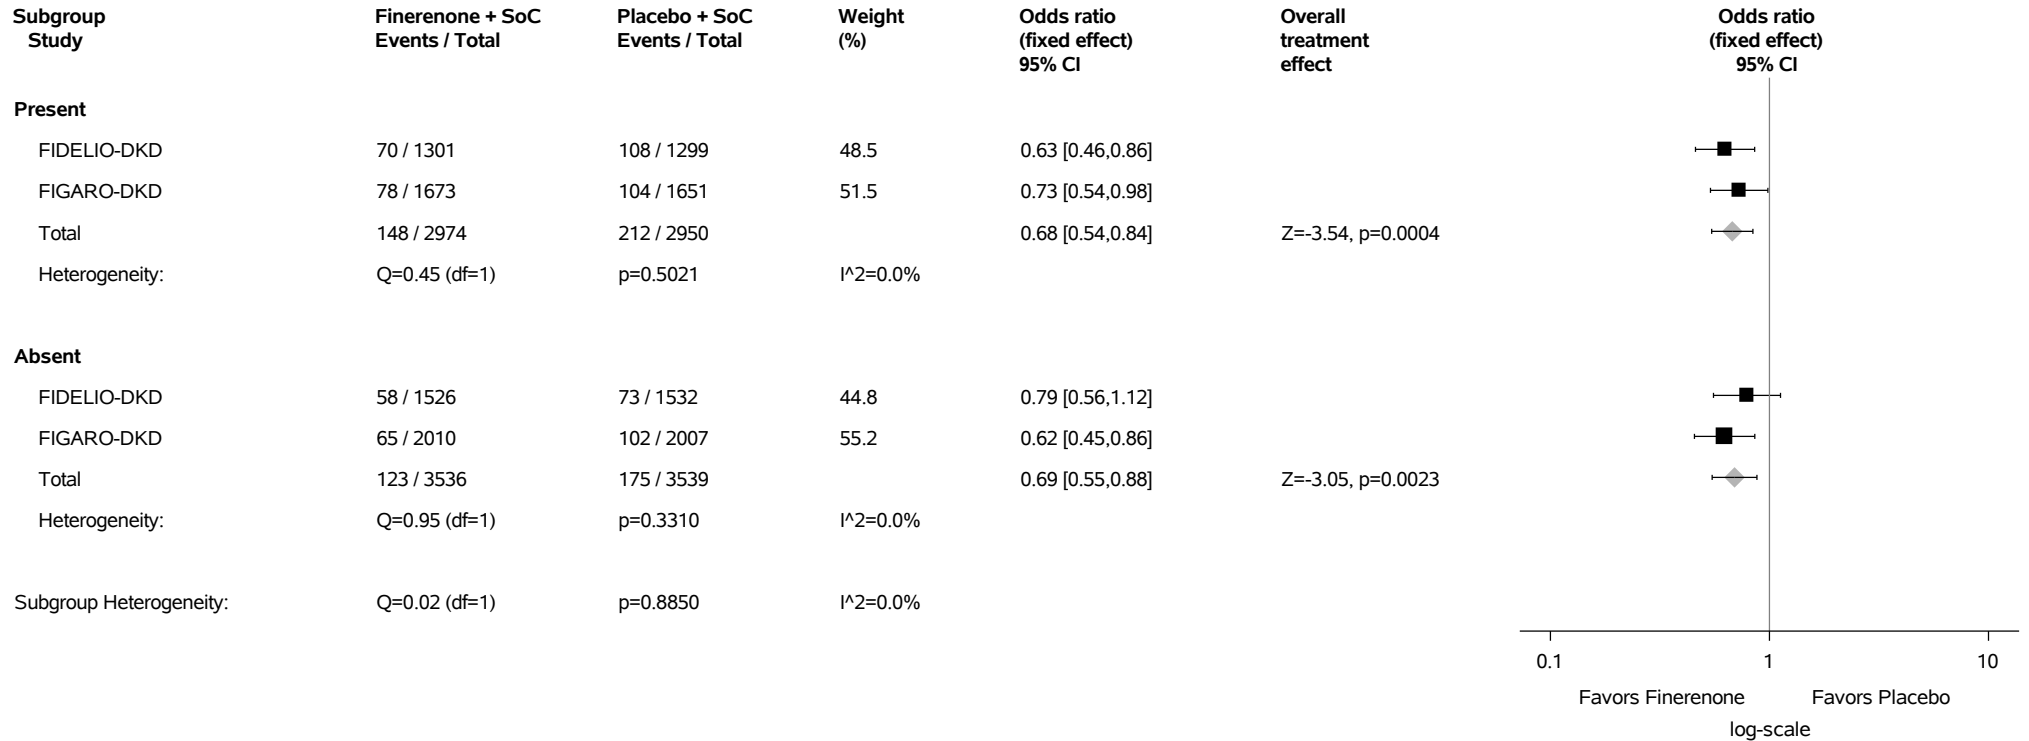 Subgroup Finerenone + SoC Placebo + SoC Weight Odds ratio Overall Odds ratio
Study Events / Total Events / Total (%) (fixed effect) treatment (fixed effect)
95% CI effect 95% CI
Present
FIDELIO-DKD 70 / 1301 108 / 1299 48.5 0.63 [0.46,0.86]
FIGARO-DKD 78 / 1673 104 / 1651 51.5 0.73 [0.54,0.98]
Total 148 / 2974 212 / 2950 0.68 [0.54,0.84] Z=-3.54, p=0.0004
Heterogeneity: Q=0.45 (df=1) p=0.5021 I^2=0.0%
Absent
FIDELIO-DKD 58 / 1526 73 / 1532 44.8 0.79 [0.56,1.12]
FIGARO-DKD 65 / 2010 102 / 2007 55.2 0.62 [0.45,0.86]
Total 123 / 3536 175 / 3539 0.69 [0.55,0.88] Z=-3.05, p=0.0023
Heterogeneity: Q=0.95 (df=1) p=0.3310 I^2=0.0%
Subgroup Heterogeneity: Q=0.02 (df=1) p=0.8850 I^2=0.0%
0.1 1 10
Favors Finerenone Favors Placebo
log-scale